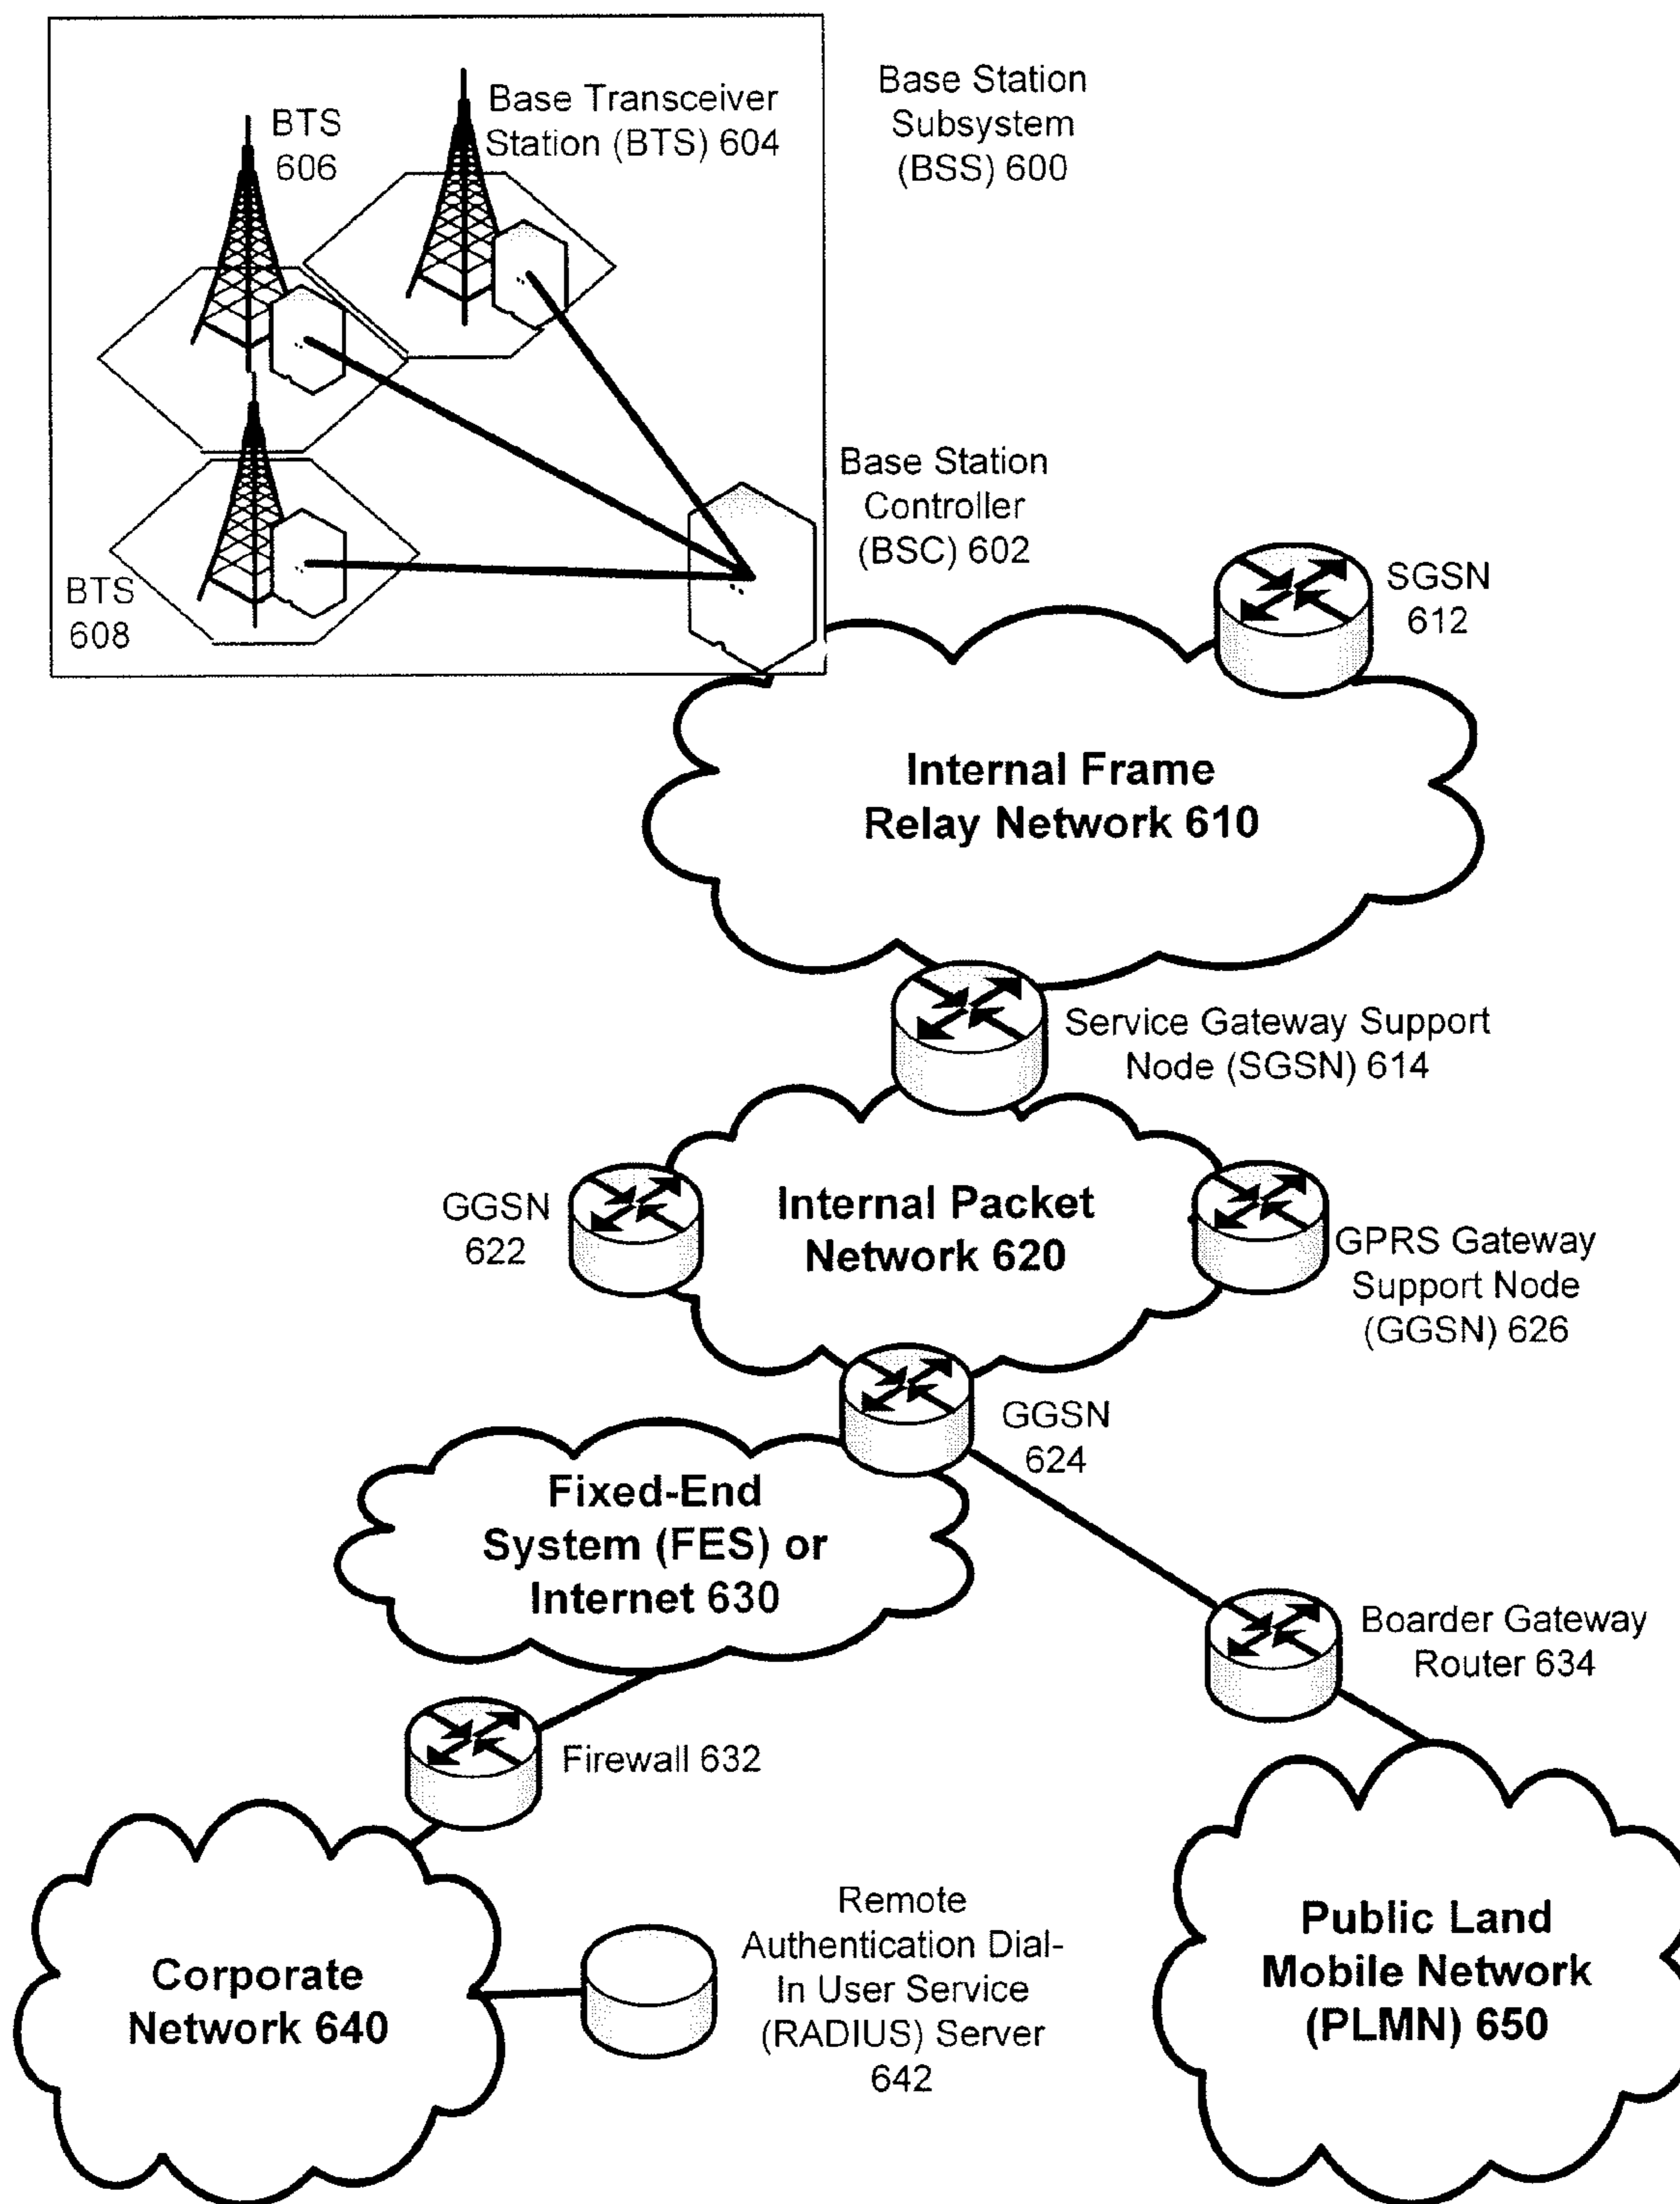 BTS
606
Base Transceiver
Station (BTS) 604
Base Station
Subsystem
(BSS) 600
Base Station
Controller
(BSC) 602
BTS
608
SGSN
612
Internal Frame
Relay Network 610
Service Gateway Support
Node (SGSN) 614
GGSN
622
Internal Packet
Network 620
GPRS Gateway
Support Node
(GGSN) 626
GGSN
624
Fixed-End
System (FES) or
Internet 630
Boarder Gateway
Router 634
Firewall 632
Corporate
Network 640
Remote
Authentication Dial-
In User Service
(RADIUS) Server
642
Public Land
Mobile Network
(PLMN) 650